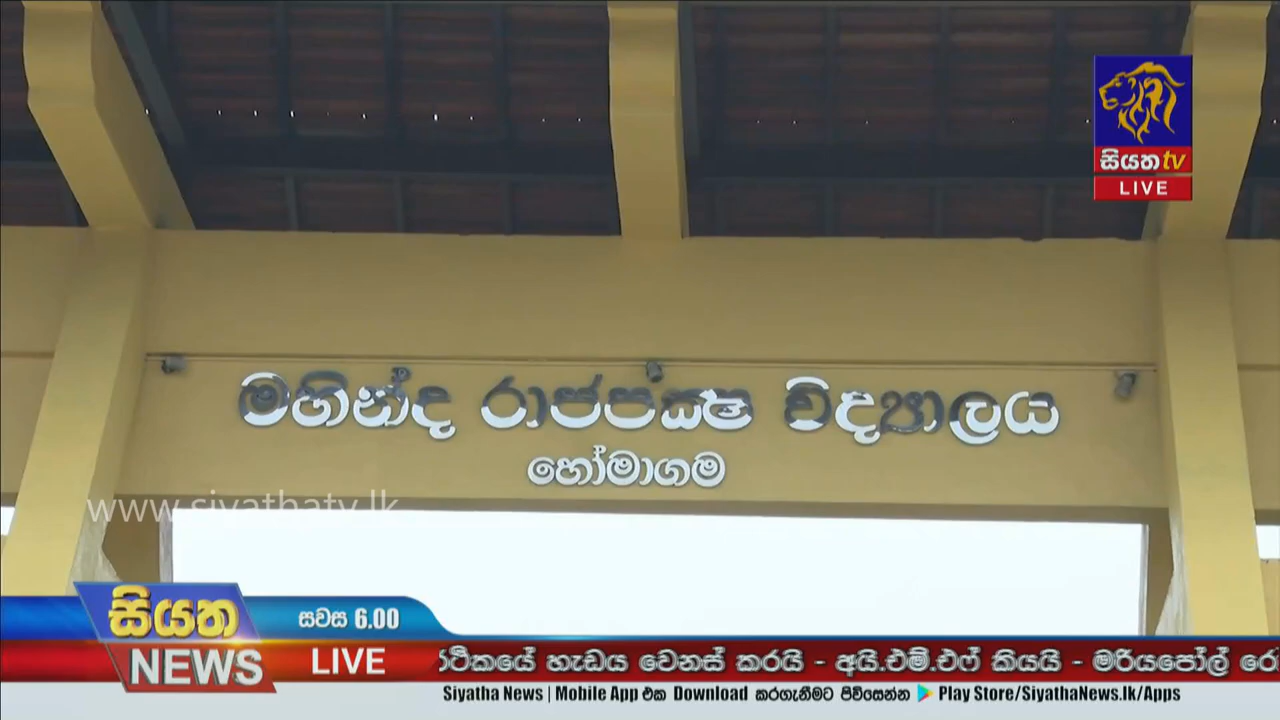 සියත tv
LIVE
මහින්ද රාජපක්ෂ විද්‍යාලය
හෝමාගම
www.siyathatv.lk
සියත
NEWS
සවස 6.00
LIVE
ර්ථිකයේ හැඩය වෙනස් කරයි - අයි.එම්.එෆ් කියයි - මරියපෝල් රෝ
Siyatha News | Mobile App එක Download කරගැනීමට පිවිසෙන්න Play Store/SiyathaNews.lk/Apps